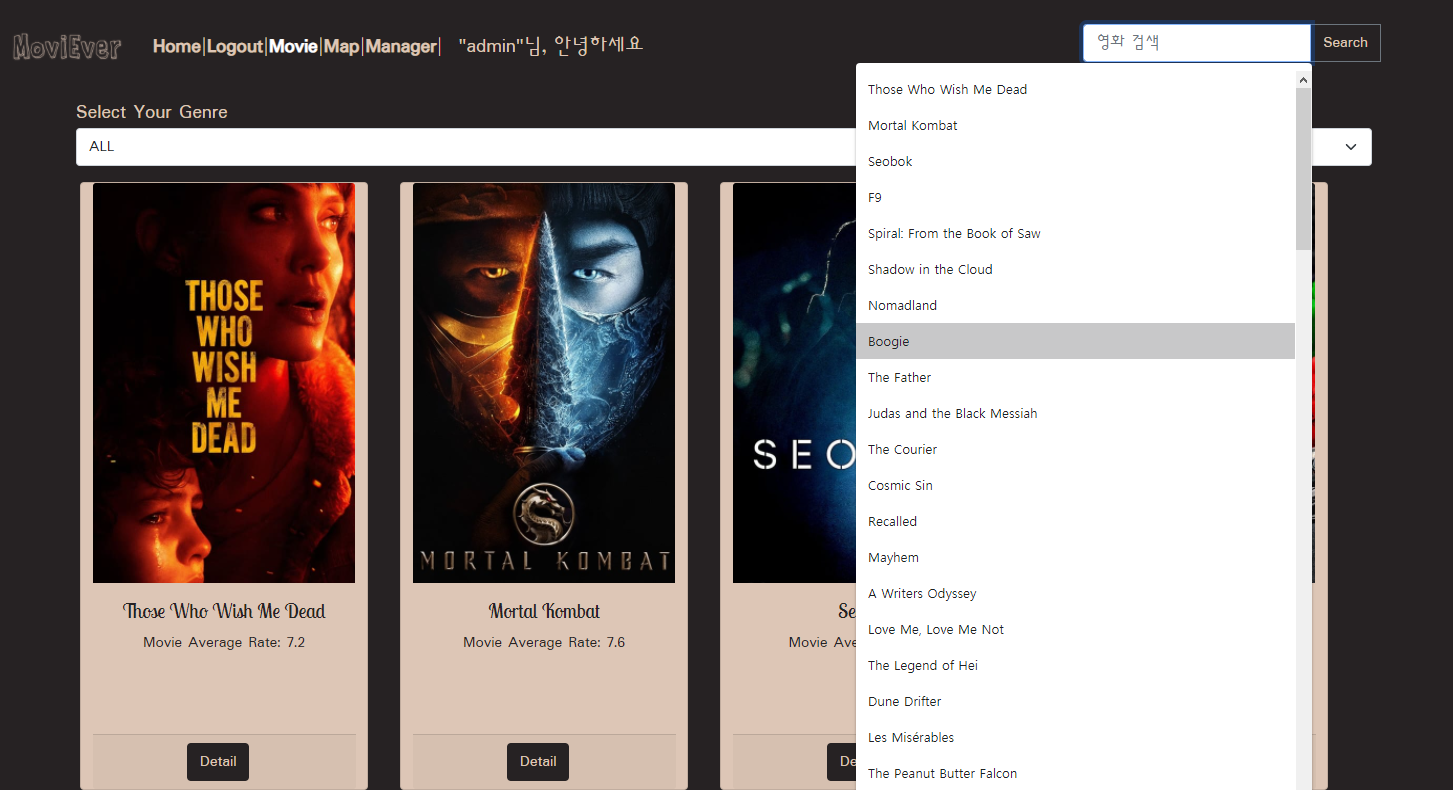 MoviEver
Home|Logout|Movie|Map|Manager| "admin"님, 안녕하세요
영화 검색
Search
Select Your Genre
ALL
Those Who Wish Me Dead
Mortal Kombat
Seobok
F9
Spiral: From the Book of Saw
Shadow in the Cloud
Nomadland
Boogie
The Father
Judas and the Black Messiah
The Courier
Cosmic Sin
Recalled
Mayhem
A Writers Odyssey
Love Me, Love Me Not
The Legend of Hei
Dune Drifter
Les Misérables
The Peanut Butter Falcon
THOSE
WHO
WISH
ME
DEAD
Those Who Wish Me Dead
Movie Average Rate: 7.2
Detail
MORTAL KOMBAT
Mortal Kombat
Movie Average Rate: 7.6
Detail
SEO
Se
Movie Ave
De